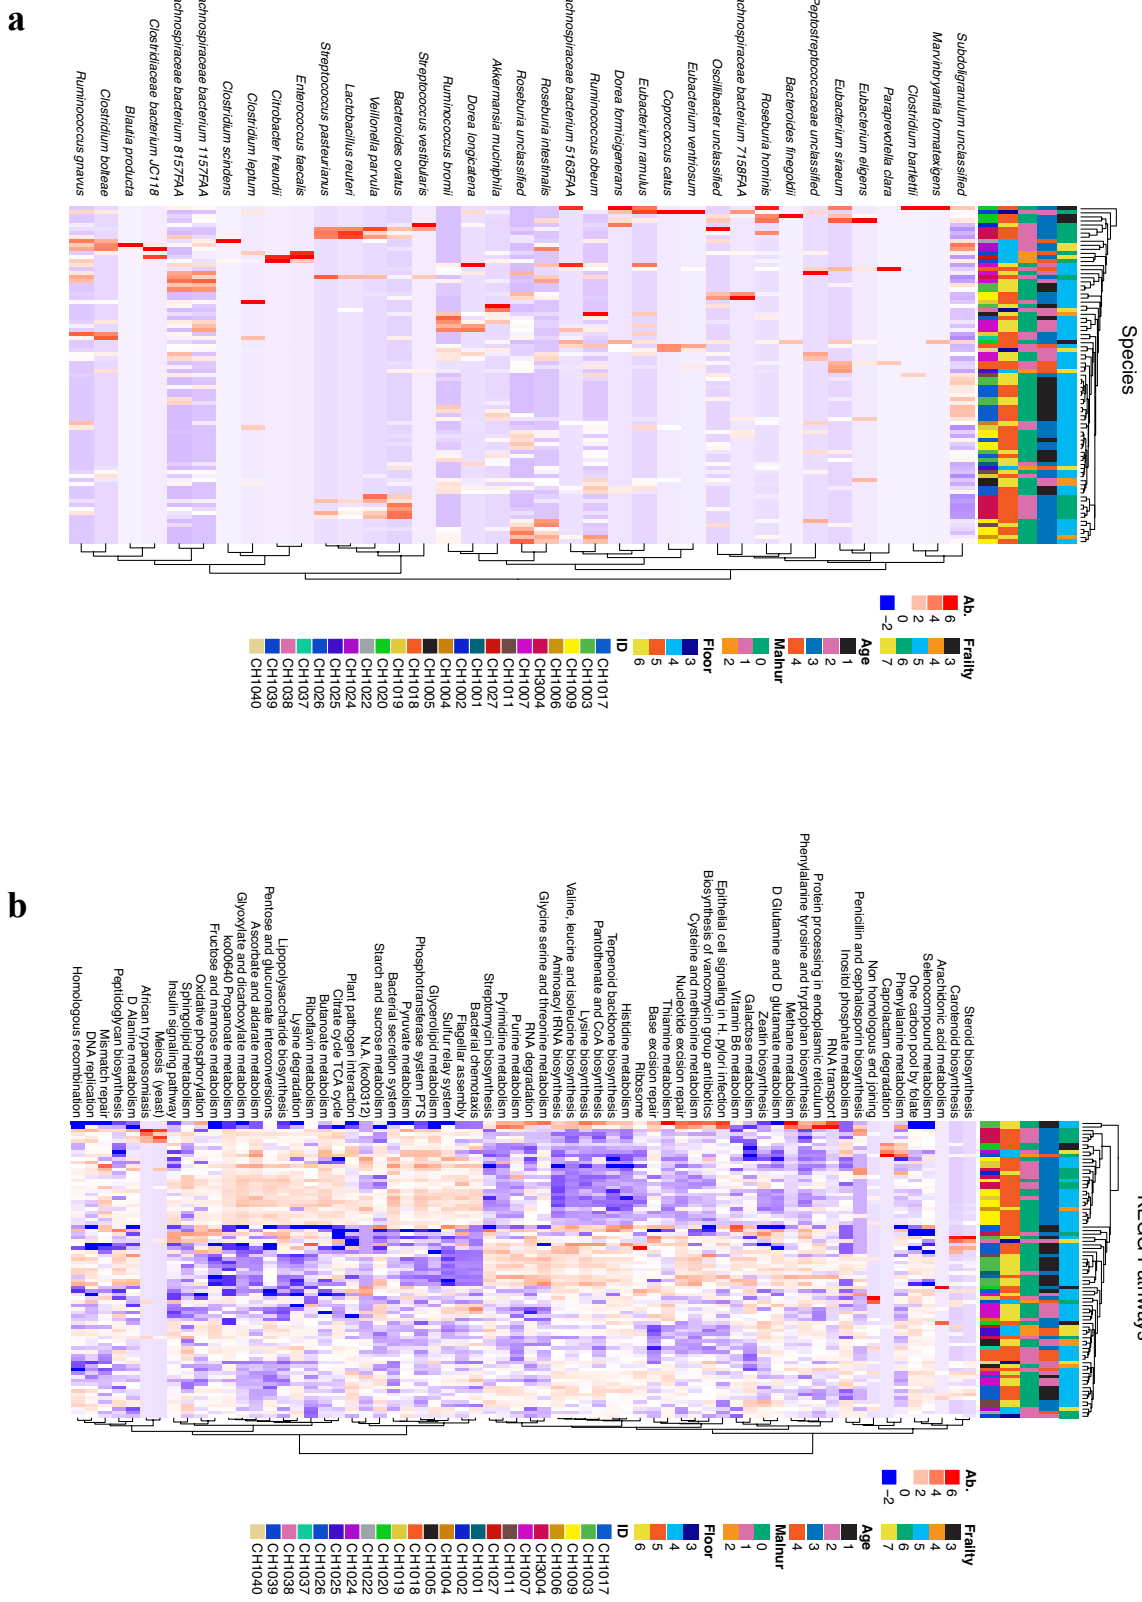 a
Species
Subdoligranulum unclassified
Marvinbryantia formatexigens
Clostridium bartlettii
Paraprevotella clara
Eubacterium eligens
Eubacterium siraeum
Peptostreptococcaceae unclassified
Bacteroides finegoldii
Roseburia hominis
achnospiraceae bacterium 7158FAA
Oscillibacter unclassified
Eubacterium ventriosum
Coprococcus catus
Eubacterium ramulus
Dorea formicigenerans
Ruminococcus obeum
achnospiraceae bacterium 5163FAA
Roseburia intestinalis
Roseburia unclassified
Akkermansia muciniphila
Dorea longicatena
Ruminococcus bromii
Streptococcus vestibularis
Bacteroides ovatus
Veillonella parvula
Lactobacillus reuteri
Streptococcus pasteurianus
Enterococcus faecalis
Citrobacter freundii
Clostridium leptum
Clostridium scindens
achnospiraceae bacterium 1157FAA
achnospiraceae bacterium 8157FAA
Clostridiaceae bacterium JC118
Blautia producta
Clostridium bolteae
Ruminococcus gnavus
Ab.
6
4
2
0
−2
Frailty
3
4
5
6
7
Age
1
2
3
4
Malnur
0
1
2
Floor
3
4
5
6
ID
CH1017
CH1003
CH1009
CH1006
CH3004
CH1007
CH1011
CH1027
CH1001
CH1002
CH1004
CH1005
CH1018
CH1019
CH1020
CH1022
CH1024
CH1025
CH1026
CH1037
CH1038
CH1039
CH1040
b
KEGG Pathways
Steroid biosynthesis
Carotenoid biosynthesis
Arachidonic acid metabolism
Selenocompound metabolism
One carbon pool by folate
Phenylalanine metabolism
Caprolactam degradation
Non homologous end joining
Penicillin and cephalosporin biosynthesis
Inositol phosphate metabolism
RNA transport
Protein processing in endoplasmic reticulum
Phenylalanine tyrosine and tryptophan biosynthesis
Methane metabolism
D Glutamine and D glutamate metabolism
Zeatin biosynthesis
Galactose metabolism
Vitamin B6 metabolism
Epithelial cell signaling in H. pylori infection
Biosynthesis of vancomycin group antibiotics
Cysteine and methionine metabolism
Nucleotide excision repair
Thiamine metabolism
Base excision repair
Ribosome
Histidine metabolism
Terpenoid backbone biosynthesis
Pantothenate and CoA biosynthesis
Lysine biosynthesis
Valine, leucine and isoleucine biosynthesis
Aminoacyl tRNA biosynthesis
Glycine serine and threonine metabolism
RNA degradation
Purine metabolism
Pyrimidine metabolism
Streptomycin biosynthesis
Bacterial chemotaxis
Flagellar assembly
Sulfur relay system
Glycerolipid metabolism
Phosphotransferase system PTS
Pyruvate metabolism
Bacterial secretion system
Starch and sucrose metabolism
N.A. (ko00312)
Plant pathogen interaction
Citrate cycle TCA cycle
Butanoate metabolism
Riboflavin metabolism
Lysine degradation
Lipopolysaccharide biosynthesis
Pentose and glucuronate interconversions
Ascorbate and aldarate metabolism
Glyoxylate and dicarboxylate metabolism
ko00640 Propanoate metabolism
Fructose and mannose metabolism
Oxidative phosphorylation
Sphingolipid metabolism
Insulin signaling pathway
Meiosis (yeast)
African trypanosomiasis
D Alanine metabolism
Peptidoglycan biosynthesis
Mismatch repair
DNA replication
Homologous recombination
Ab.
6
4
2
0
−2
Frailty
3
4
5
6
7
Age
1
2
3
4
Malnur
0
1
2
Floor
3
4
5
6
ID
CH1017
CH1003
CH1009
CH1006
CH3004
CH1007
CH1011
CH1027
CH1001
CH1002
CH1004
CH1005
CH1018
CH1019
CH1020
CH1022
CH1024
CH1025
CH1026
CH1037
CH1038
CH1039
CH1040